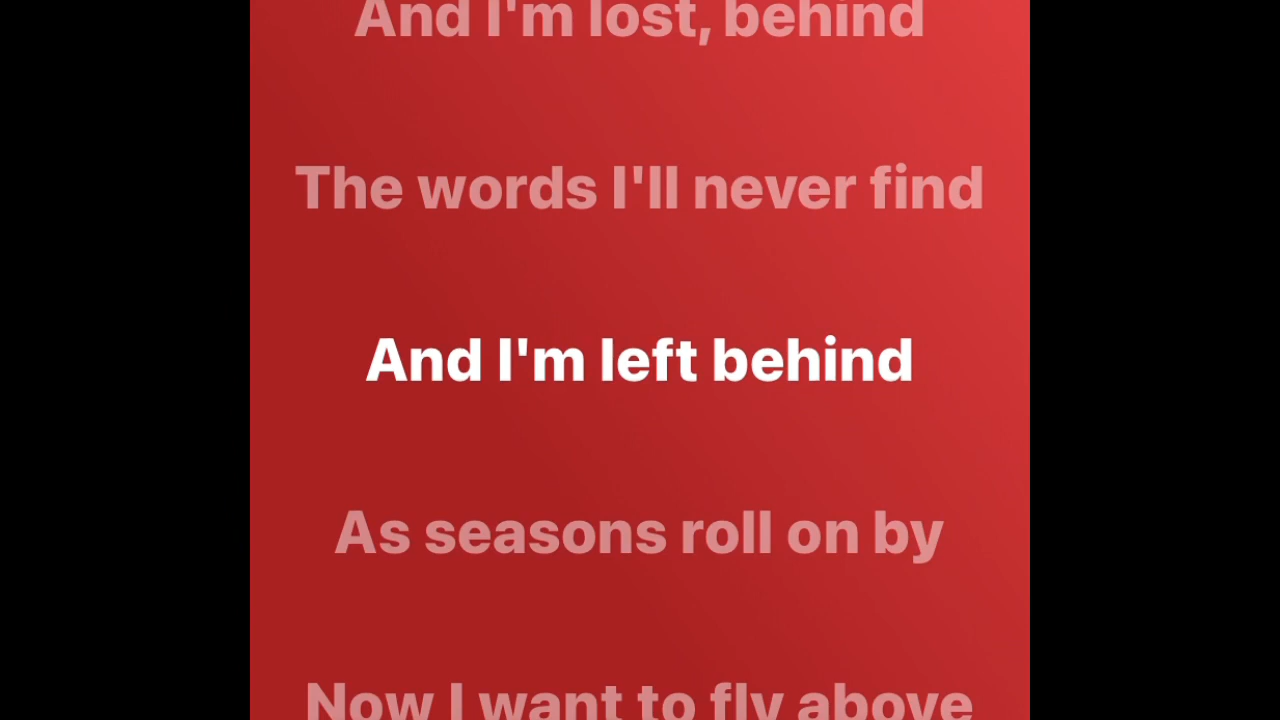 And I'm lost, behind
The words I'll never find
And I'm left behind
As seasons roll on by
Now I want to fly above